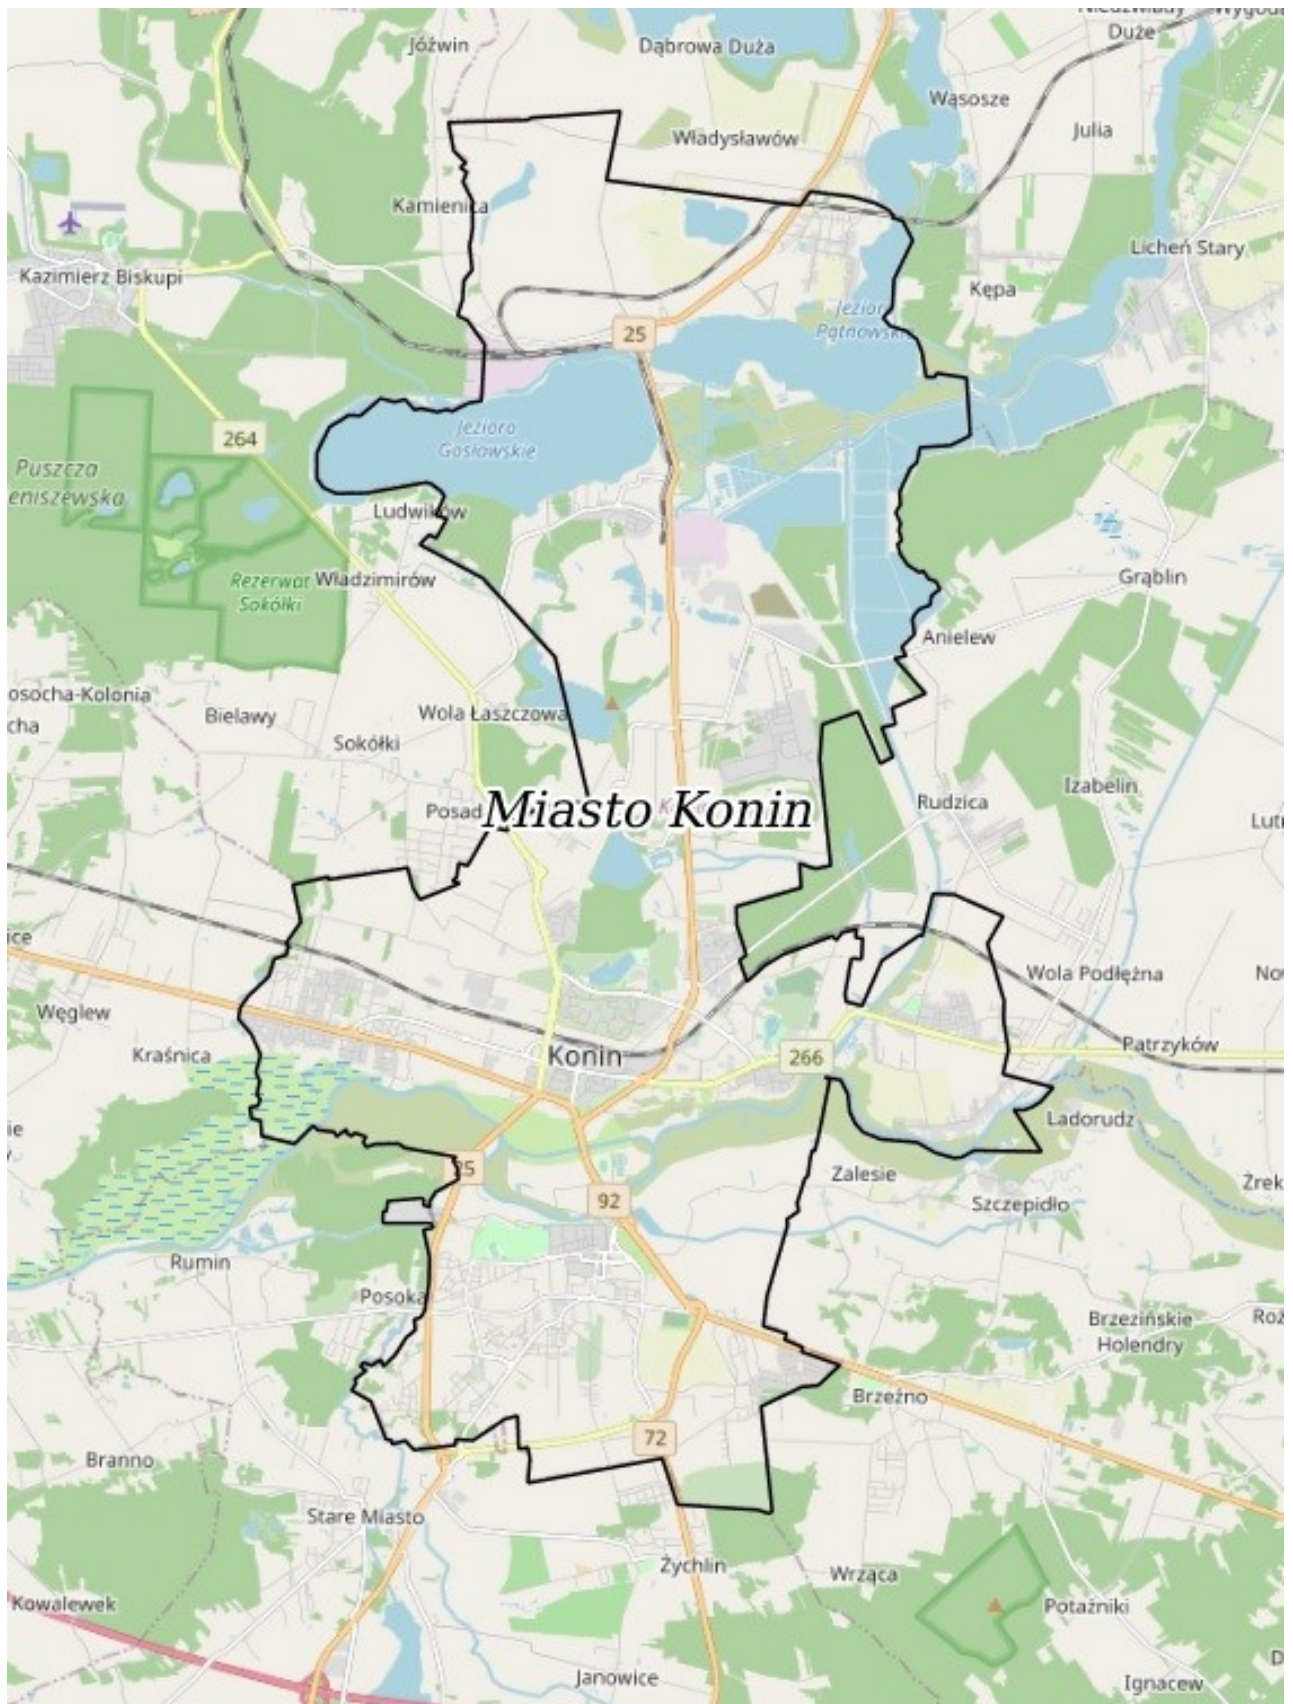 Niedźwiady
Wygoda
Duże
Jóźwin
Dąbrowa Duża
Wąsosze
Julia
Władysławów
Kamienica
Licheń Stary
Kazimierz Biskupi
Kępa
Jezioro
Pątnowskie
25
264
Jezioro
Gosławskie
Puszcza
eniszewska
Ludwików
Rezerwat
Sokółki
Władzimirów
Grąblin
Anielew
osocha-Kolonia
cha
Bielawy
Wola Łaszczowa
Sokółki
Izabelin
Rudzica
Posad
Miasto Konin
Lut
ice
Wola Podłężna
No
Węglew
Kraśnica
Konin
266
Patrzyków
Ladorudz
ie
25
Zalesie
Żrek
92
Szczepidło
Rumin
Posoka
Brzezińskie
Holendry
Roż
Brzeźno
72
Branno
Stare Miasto
Żychlin
Wrząca
Kowalewek
Potażniki
Janowice
D
Ignacew